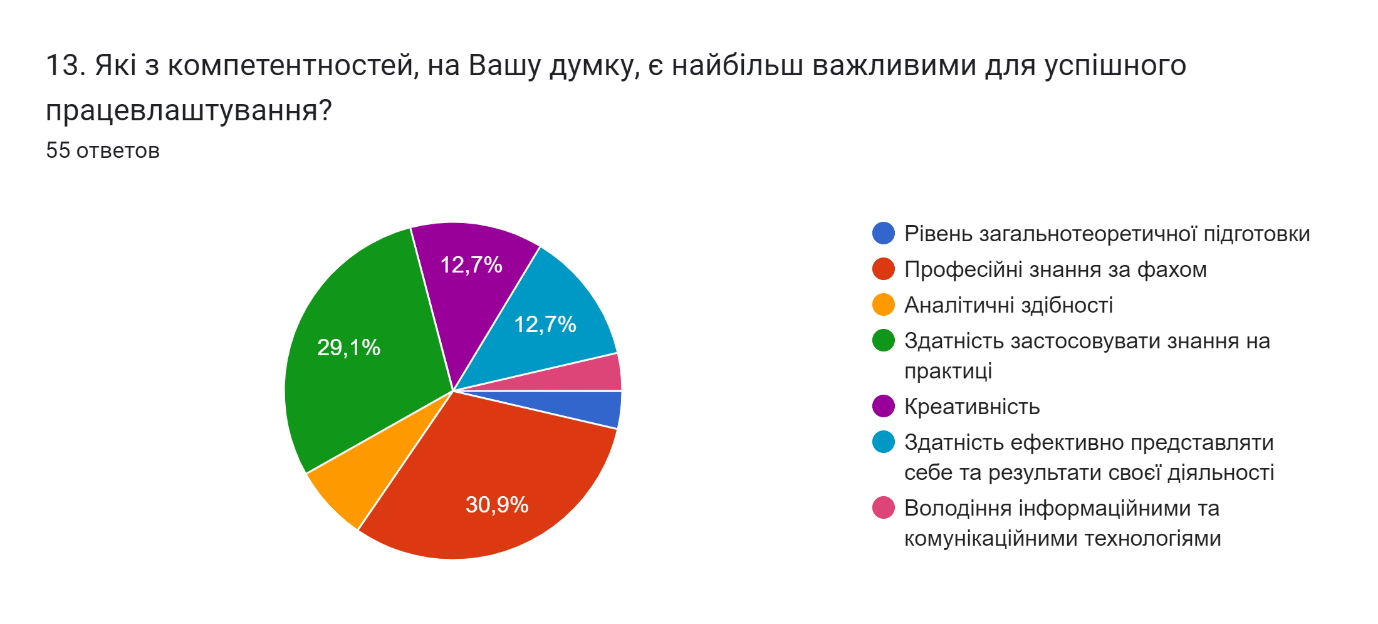 13. Які з компетентностей, на Вашу думку, є найбільш важливими для успішного
працевлаштування?
55 ответов
12,7%
12,7%
29,1%
30,9%
Рівень загальнотеоретичної підготовки
Професійні знання за фахом
Аналітичні здібності
Здатність застосовувати знання на
практиці
Креативність
Здатність ефективно представляти
себе та результати своєї діяльності
Володіння інформаційними та
комунікаційними технологіями